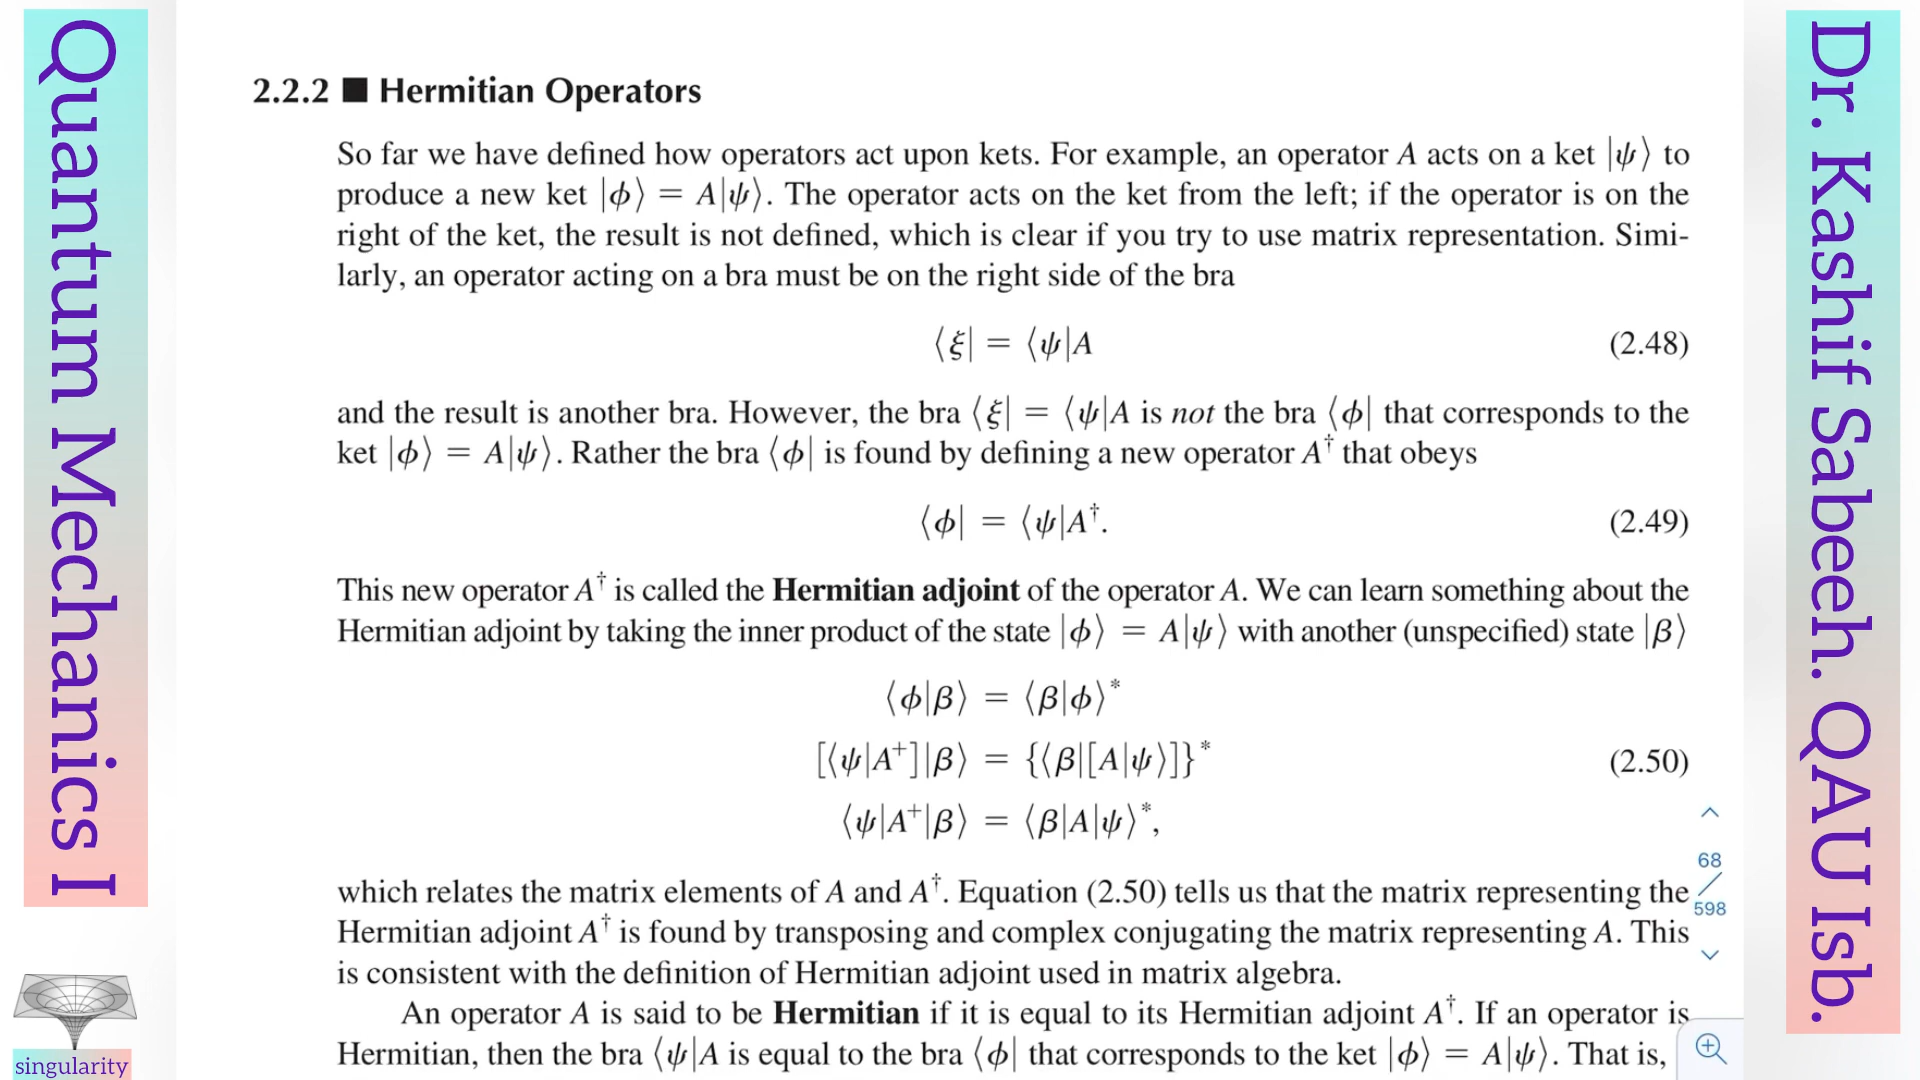 Quantum Mechanics I
singularity
2.2.2 ■ Hermitian Operators
So far we have defined how operators act upon kets. For example, an operator A acts on a ket |ψ⟩ to
produce a new ket |ϕ⟩ = A|ψ⟩. The operator acts on the ket from the left; if the operator is on the
right of the ket, the result is not defined, which is clear if you try to use matrix representation. Simi-
larly, an operator acting on a bra must be on the right side of the bra
⟨ξ| = ⟨ψ|A (2.48)
and the result is another bra. However, the bra ⟨ξ| = ⟨ψ|A is not the bra ⟨ϕ| that corresponds to the
ket |ϕ⟩ = A|ψ⟩. Rather the bra ⟨ϕ| is found by defining a new operator A† that obeys
⟨ϕ| = ⟨ψ|A†. (2.49)
This new operator A† is called the Hermitian adjoint of the operator A. We can learn something about the
Hermitian adjoint by taking the inner product of the state |ϕ⟩ = A|ψ⟩ with another (unspecified) state |β⟩
⟨ϕ|β⟩ = ⟨β|ϕ⟩*
[⟨ψ|A⁺]|β⟩ = {⟨β|[A|ψ⟩]}* (2.50)
⟨ψ|A⁺|β⟩ = ⟨β|A|ψ⟩*,
which relates the matrix elements of A and A†. Equation (2.50) tells us that the matrix representing the
Hermitian adjoint A† is found by transposing and complex conjugating the matrix representing A. This
is consistent with the definition of Hermitian adjoint used in matrix algebra.
An operator A is said to be Hermitian if it is equal to its Hermitian adjoint A†. If an operator is
Hermitian, then the bra ⟨ψ|A is equal to the bra ⟨ϕ| that corresponds to the ket |ϕ⟩ = A|ψ⟩. That is,
68
598
Dr. Kashif Sabeeh. QAU Isb.